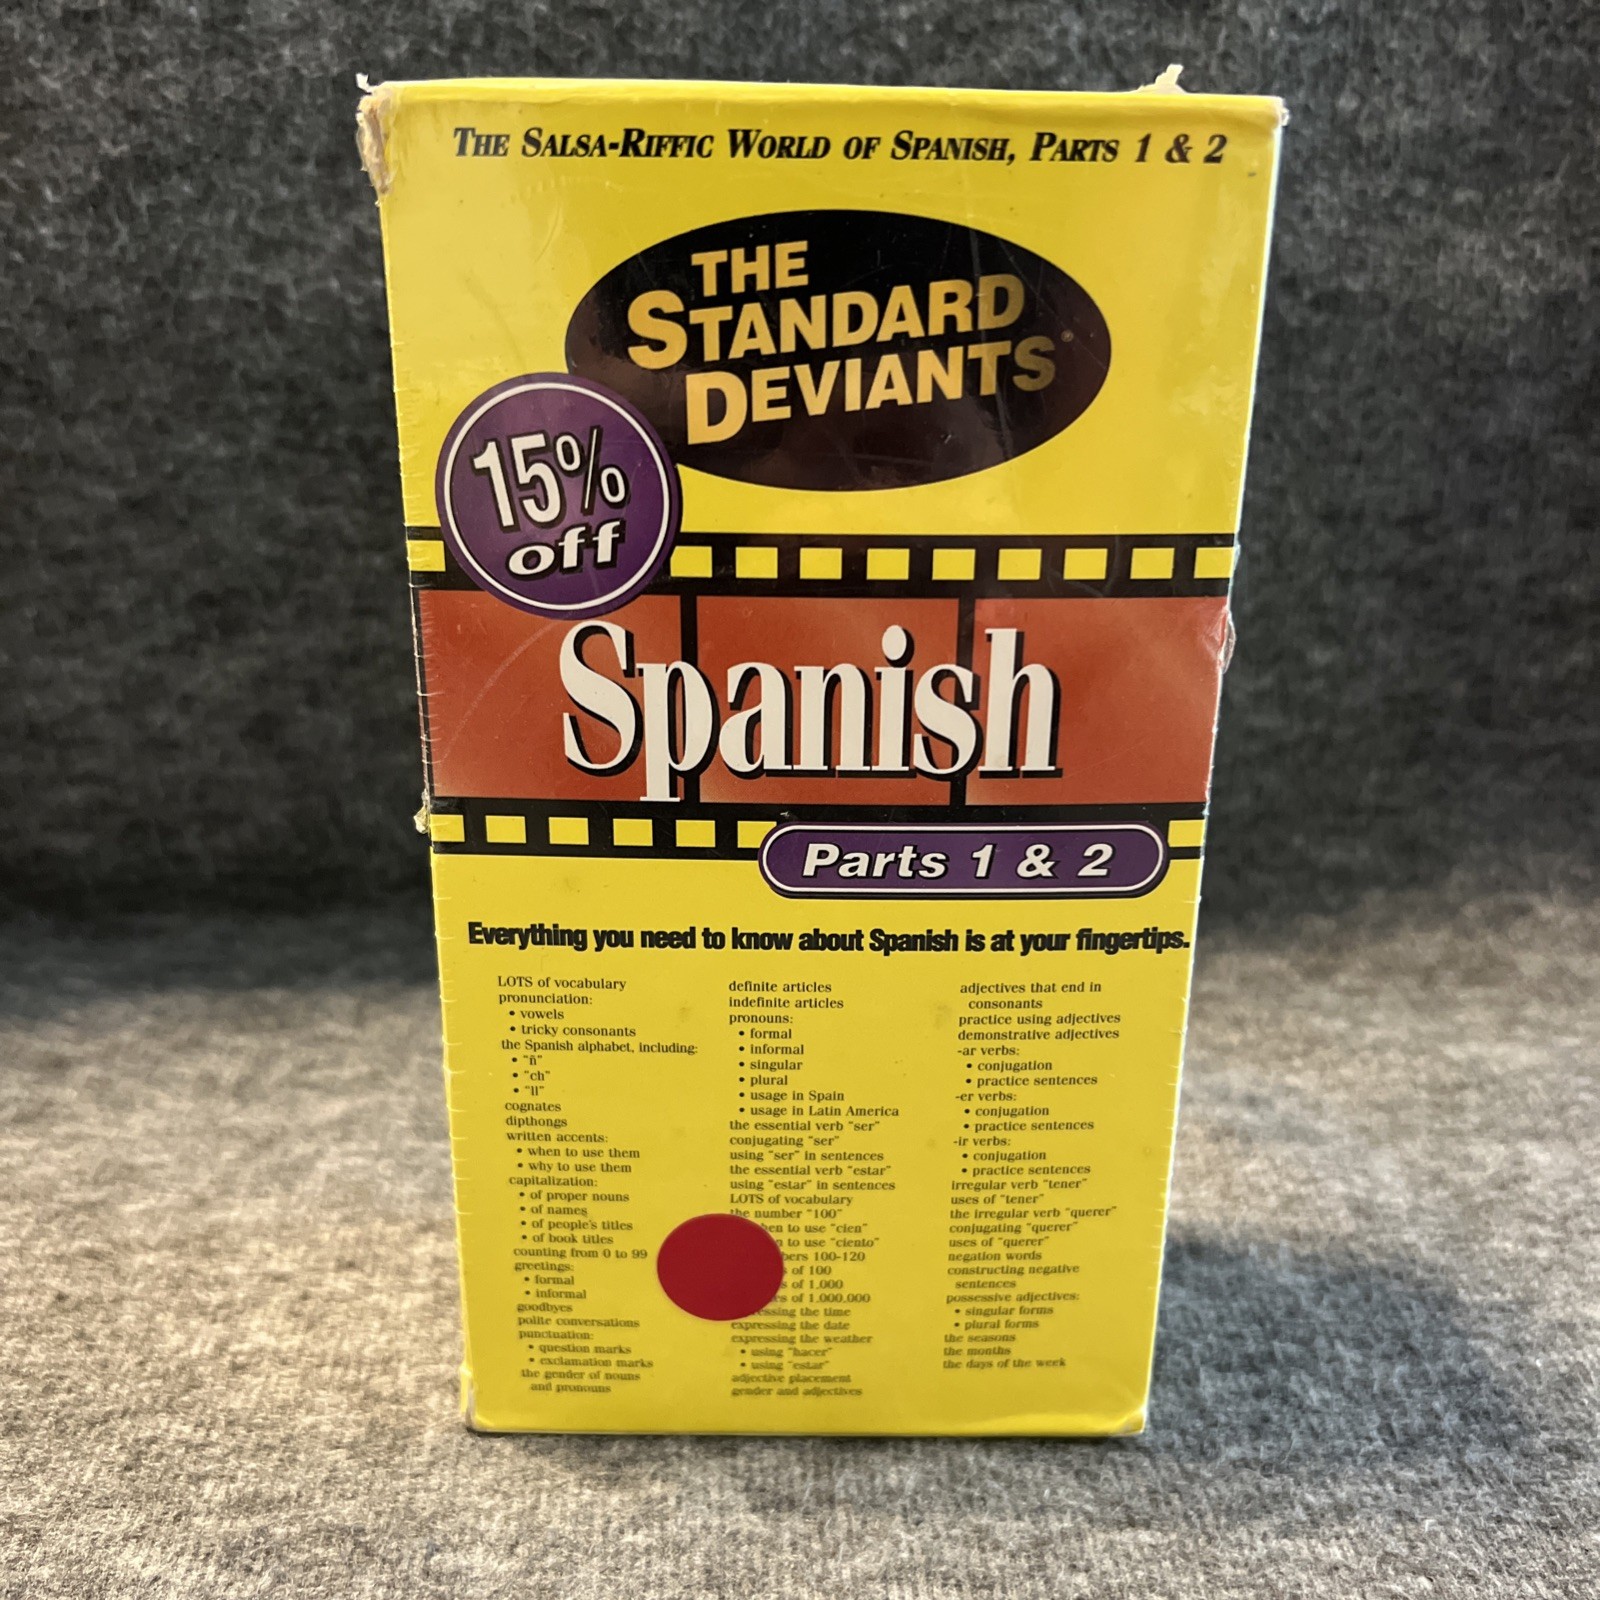 THE SALSA-RIFFIC WORLD OF SPANISH, PARTS 1 & 2
THE
STANDARD
DEVIANTS®
15%
off
Spanish
Parts 1 & 2
Everything you need to know about Spanish is at your fingertips.
LOTS of vocabulary
pronunciation:
• vowels
• tricky consonants
the Spanish alphabet, including:
• "ñ"
• "ch"
• "ll"
cognates
dipthongs
written accents:
• when to use them
• why to use them
capitalization:
• of proper nouns
• of names
• of people's titles
• of book titles
counting from 0 to 99
greetings:
• formal
• informal
goodbyes
polite conversations
punctuation:
• question marks
• exclamation marks
the gender of nouns
and pronouns
definite articles
indefinite articles
pronouns:
• formal
• informal
• singular
• plural
• usage in Spain
• usage in Latin America
the essential verb "ser"
conjugating "ser"
using "ser" in sentences
the essential verb "estar"
using "estar" in sentences
LOTS of vocabulary
the number "100"
to use "cien"
to use "ciento"
100-120
of 100
of 1.000
of 1.000.000
the time
expressing the date
expressing the weather
• using "hacer"
• using "estar"
adjective placement
gender and adjectives
adjectives that end in
consonants
practice using adjectives
demonstrative adjectives
-ar verbs:
• conjugation
• practice sentences
-er verbs:
• conjugation
• practice sentences
-ir verbs:
• conjugation
• practice sentences
irregular verb "tener"
uses of "tener"
the irregular verb "querer"
conjugating "querer"
uses of "querer"
negation words
constructing negative
sentences
possessive adjectives:
• singular forms
• plural forms
the seasons
the months
the days of the week